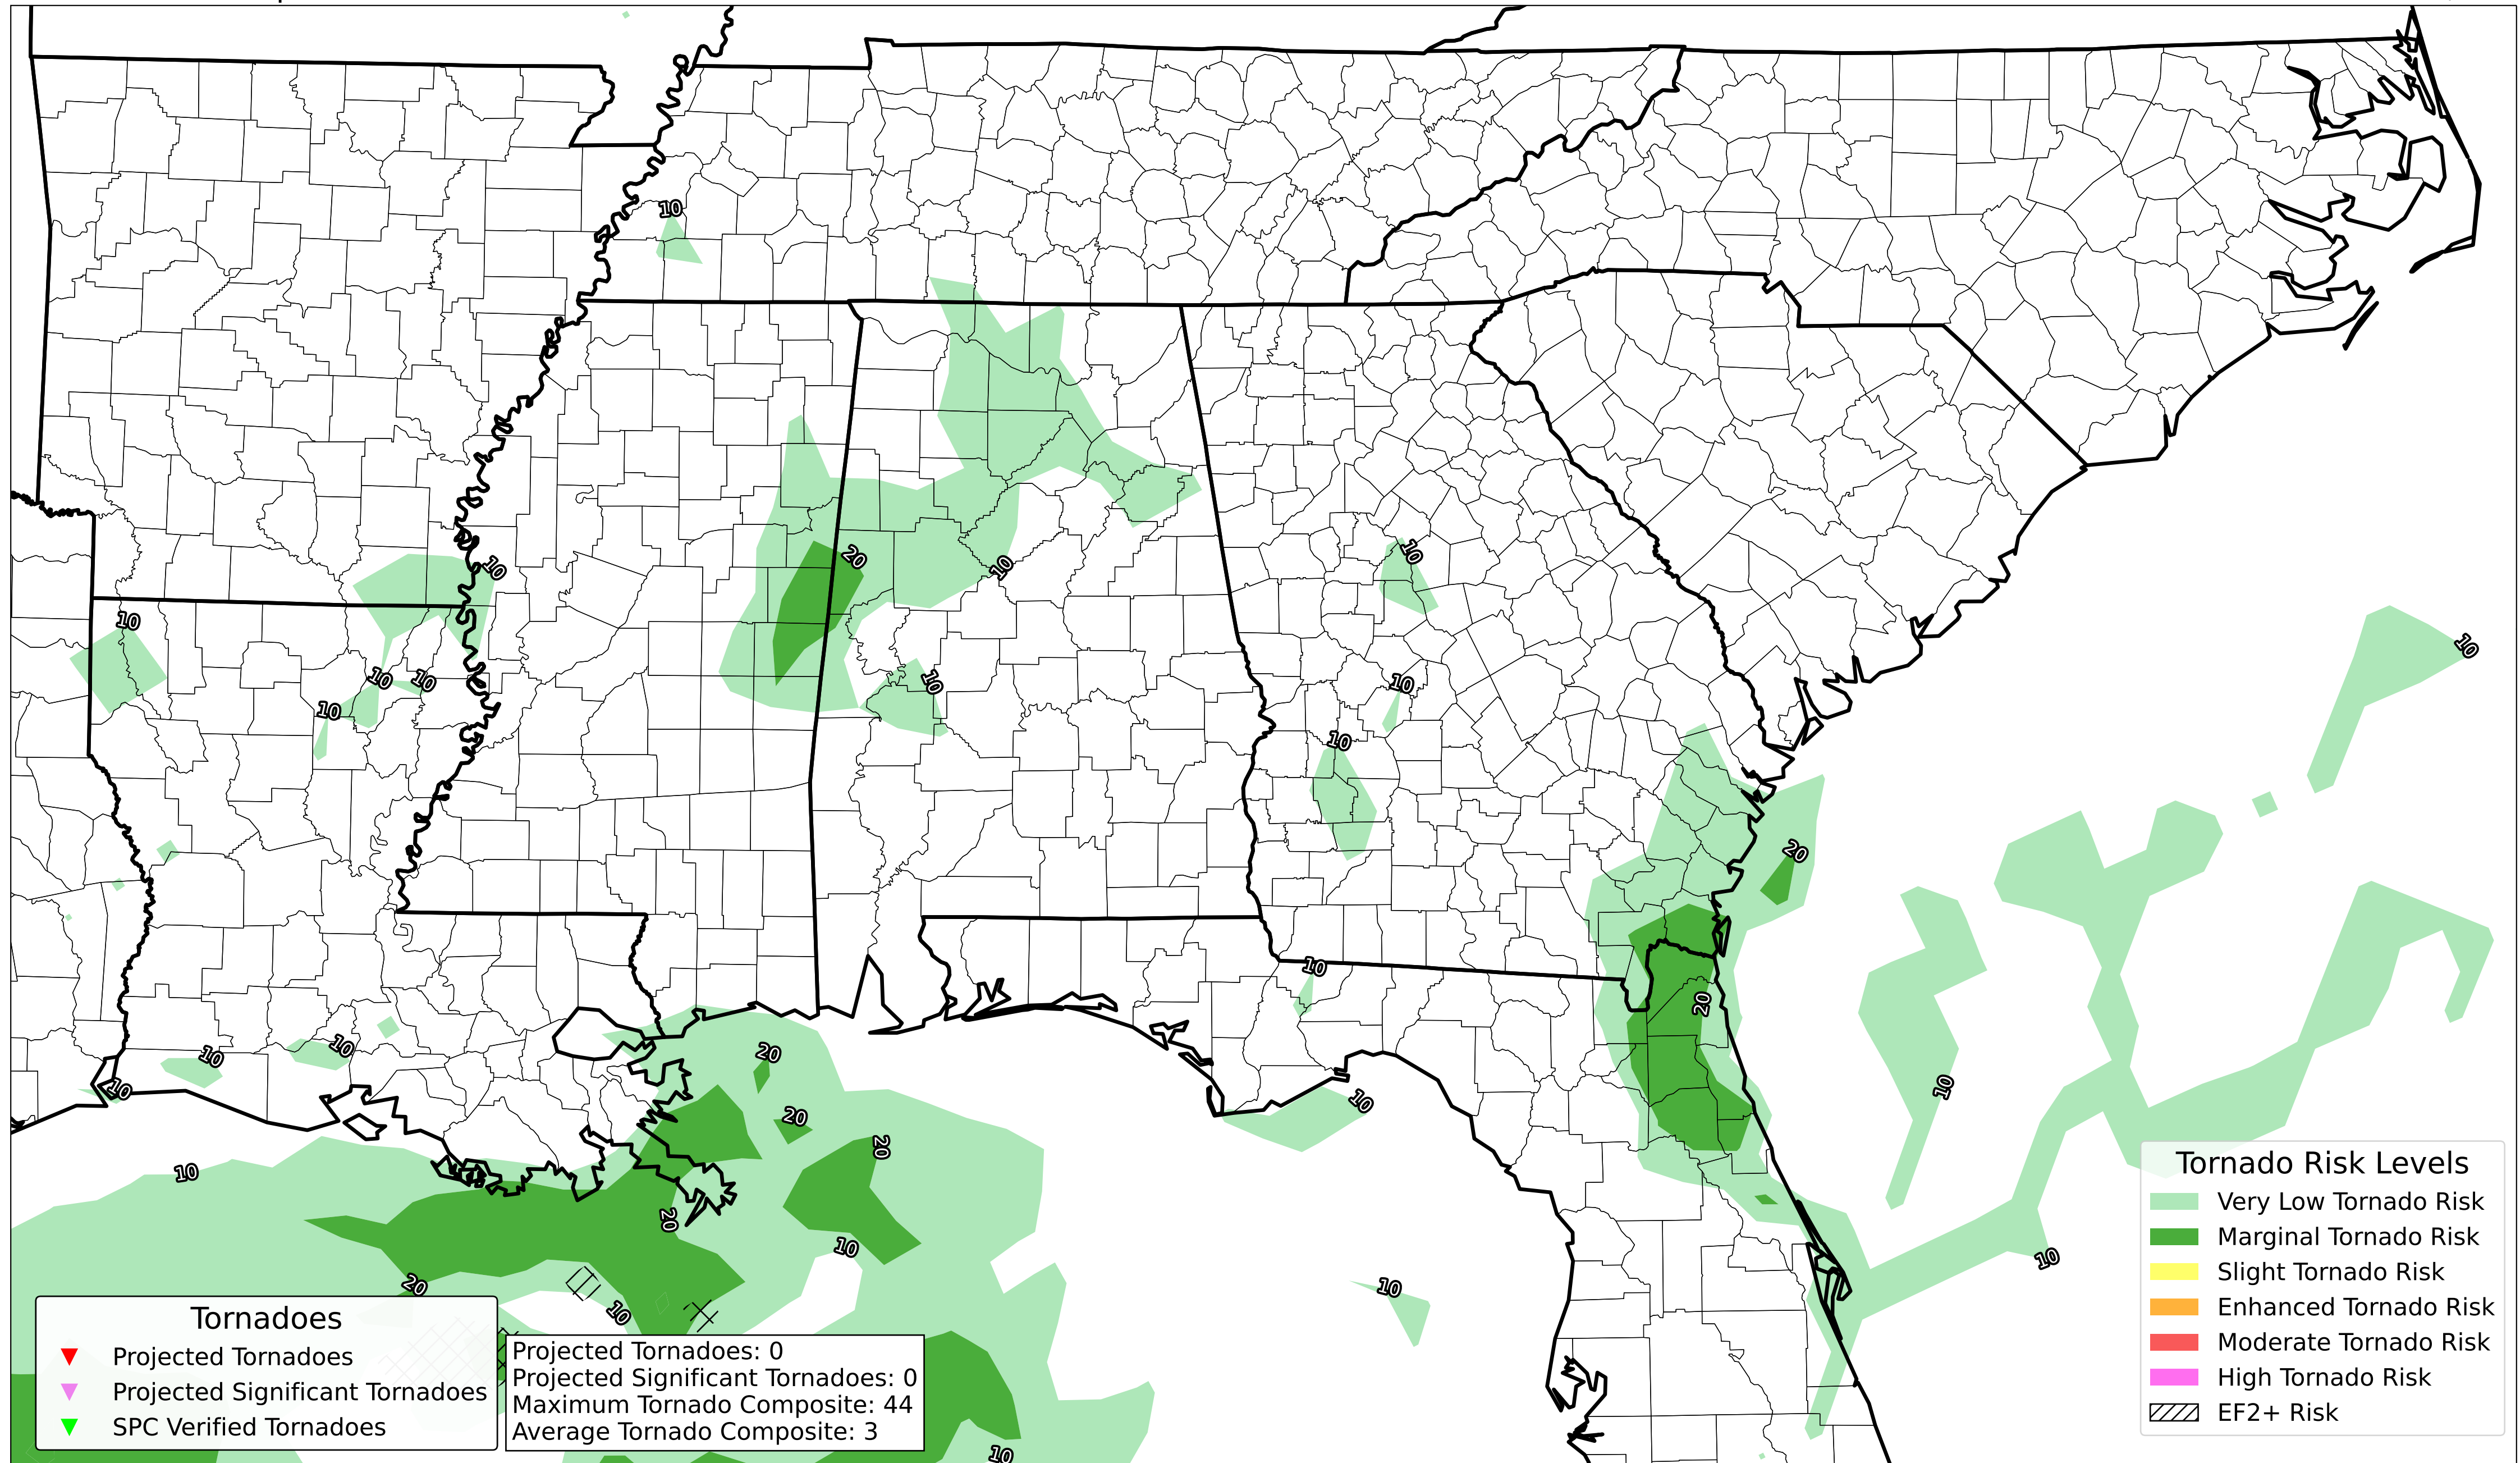 10
10
20
10
10
10
10
10
10
10
10
10
10
10
20
10
20
10
10
20
10
10
10
20
10
20
10
20
10
10
20
10
10
10
Tornado Risk Levels
Very Low Tornado Risk
Marginal Tornado Risk
Slight Tornado Risk
Enhanced Tornado Risk
Moderate Tornado Risk
High Tornado Risk
EF2+ Risk
Tornadoes
Projected Tornadoes
Projected Significant Tornadoes
SPC Verified Tornadoes
Projected Tornadoes: 0
Projected Significant Tornadoes: 0
Maximum Tornado Composite: 44
Average Tornado Composite: 3